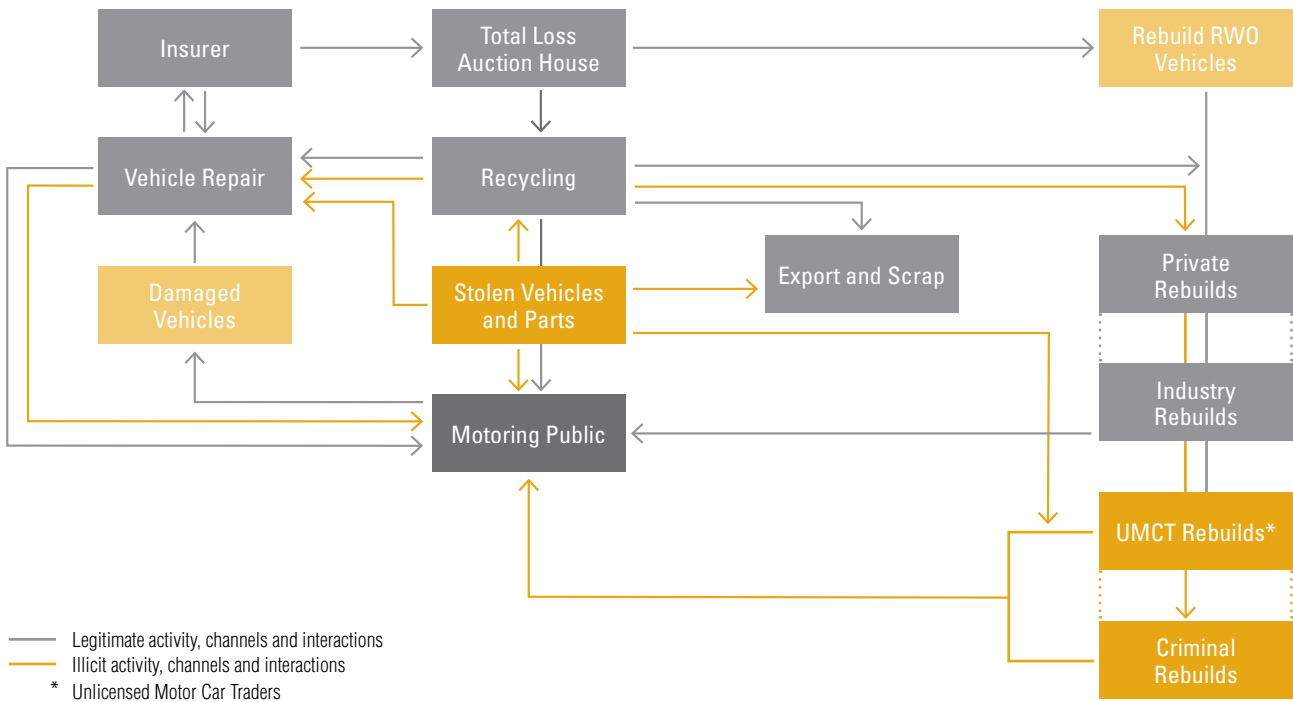 Insurer
Total Loss
Auction House
Rebuild RWO
Vehicles
Vehicle Repair
Recycling
Damaged
Vehicles
Stolen Vehicles
and Parts
Export and Scrap
Private
Rebuilds
Motoring Public
Industry
Rebuilds
UMCT Rebuilds*
Criminal
Rebuilds
Legitimate activity, channels and interactions
Illicit activity, channels and interactions
* Unlicensed Motor Car Traders